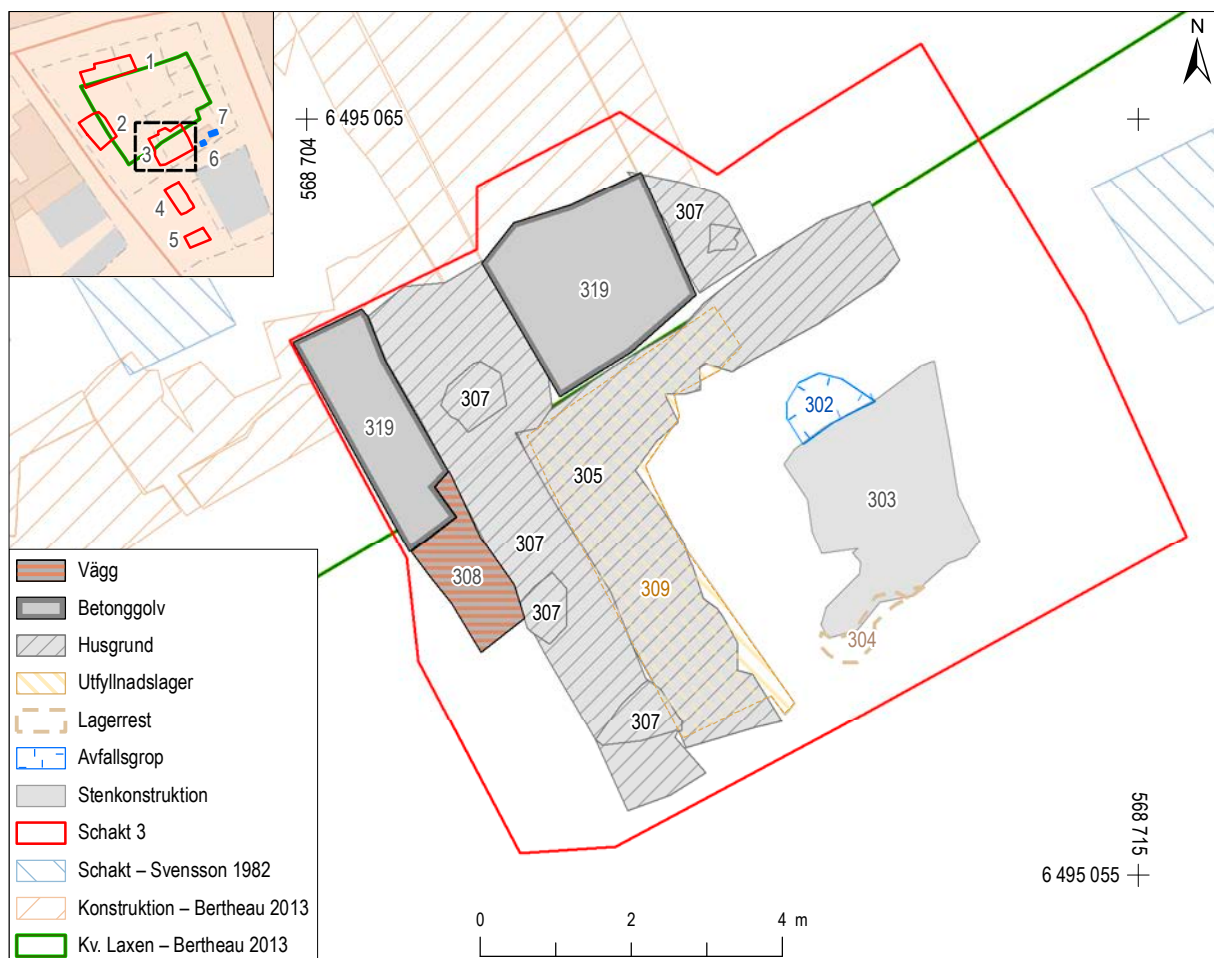 1
2
3
4
5
6
7
N
6 495 065
568 704
307
319
307
319
305
302
303
307
309
308
307
304
307
568 715
6 495 055
Vägg
Betonggolv
Husgrund
Utfyllnadslager
Lagerrest
Avfallsgrop
Stenkonstruktion
Schakt 3
Schakt – Svensson 1982
Konstruktion – Bertheau 2013
Kv. Laxen – Bertheau 2013
0 2 4 m